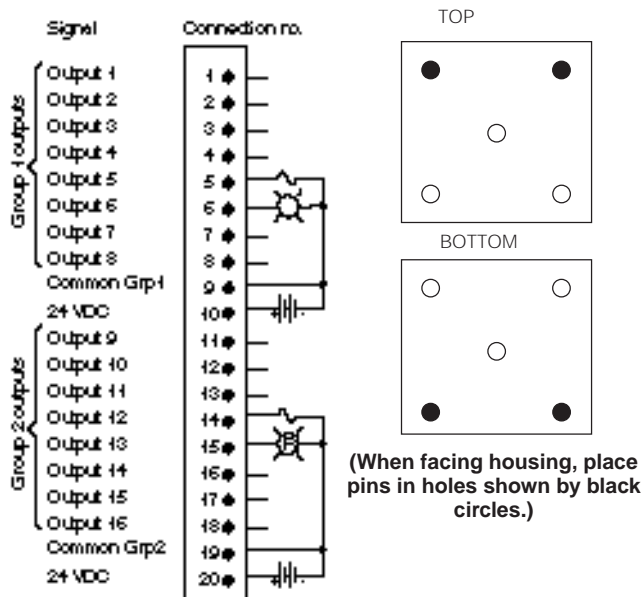 Signal Connection no.
Group 1 outputs
Output 1 1
Output 2 2
Output 3 3
Output 4 4
Output 5 5
Output 6 6
Output 7 7
Output 8 8
Common Grp1 9
24 VDC 10
Group 2 outputs
Output 9 11
Output 10 12
Output 11 13
Output 12 14
Output 13 15
Output 14 16
Output 15 17
Output 16 18
Common Grp2 19
24 VDC 20
TOP
BOTTOM
(When facing housing, place
pins in holes shown by black
circles.)